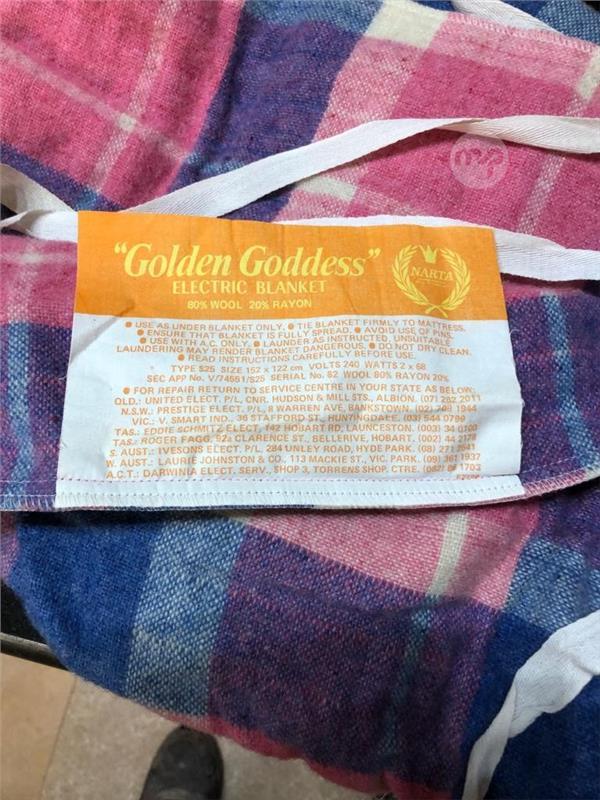 "Golden Goddess"
ELECTRIC BLANKET
80% WOOL 20% RAYON
NARTA
mp
● USE AS UNDER BLANKET ONLY. ● TIE BLANKET FIRMLY TO MATTRESS.
● ENSURE THAT BLANKET IS FULLY SPREAD. ● AVOID USE OF PINS.
● USE WITH A.C. ONLY. ● LAUNDER AS INSTRUCTED, UNSUITABLE
LAUNDERING MAY RENDER BLANKET DANGEROUS. ● DO NOT DRY CLEAN.
● READ INSTRUCTIONS CAREFULLY BEFORE USE.
TYPE S25 SIZE 152 x 122 cm VOLTS 240 WATTS 2 x 68
SEC APP No. V/74551/S25 SERIAL No. 82 WOOL 80% RAYON 20%
● FOR REPAIR RETURN TO SERVICE CENTRE IN YOUR STATE AS BELOW:
QLD.: UNITED ELECT. P/L, CNR. HUDSON & MILL STS., ALBION. (07) 262 2011
N.S.W.: PRESTIGE ELECT. P/L, 8 WARREN AVE, BANKSTOWN. (02) 708 1944
VIC.: V. SMART IND., 36 STAFFORD ST., HUNTINGDALE. (03) 544 0794
TAS.: EDDIE SCHMITZ ELECT. 142 HOBART RD, LAUNCESTON. (003)
TAS.: ROGER FAGG, 92a CLARENCE ST., BELLERIVE, HOBART. (002) 44
S. AUST.: IVESONS ELECT. P/L. 284 UNLEY ROAD, HYDE PARK. (08) 271
W. AUST.: LAURIE JOHNSTON & CO. 113 MACKIE ST., VIC. PARK. (09) 361 1937
A.C.T.: DARWINIA ELECT. SERV., SHOP 3, TORRENS SHOP. CTRE. (062) 1703